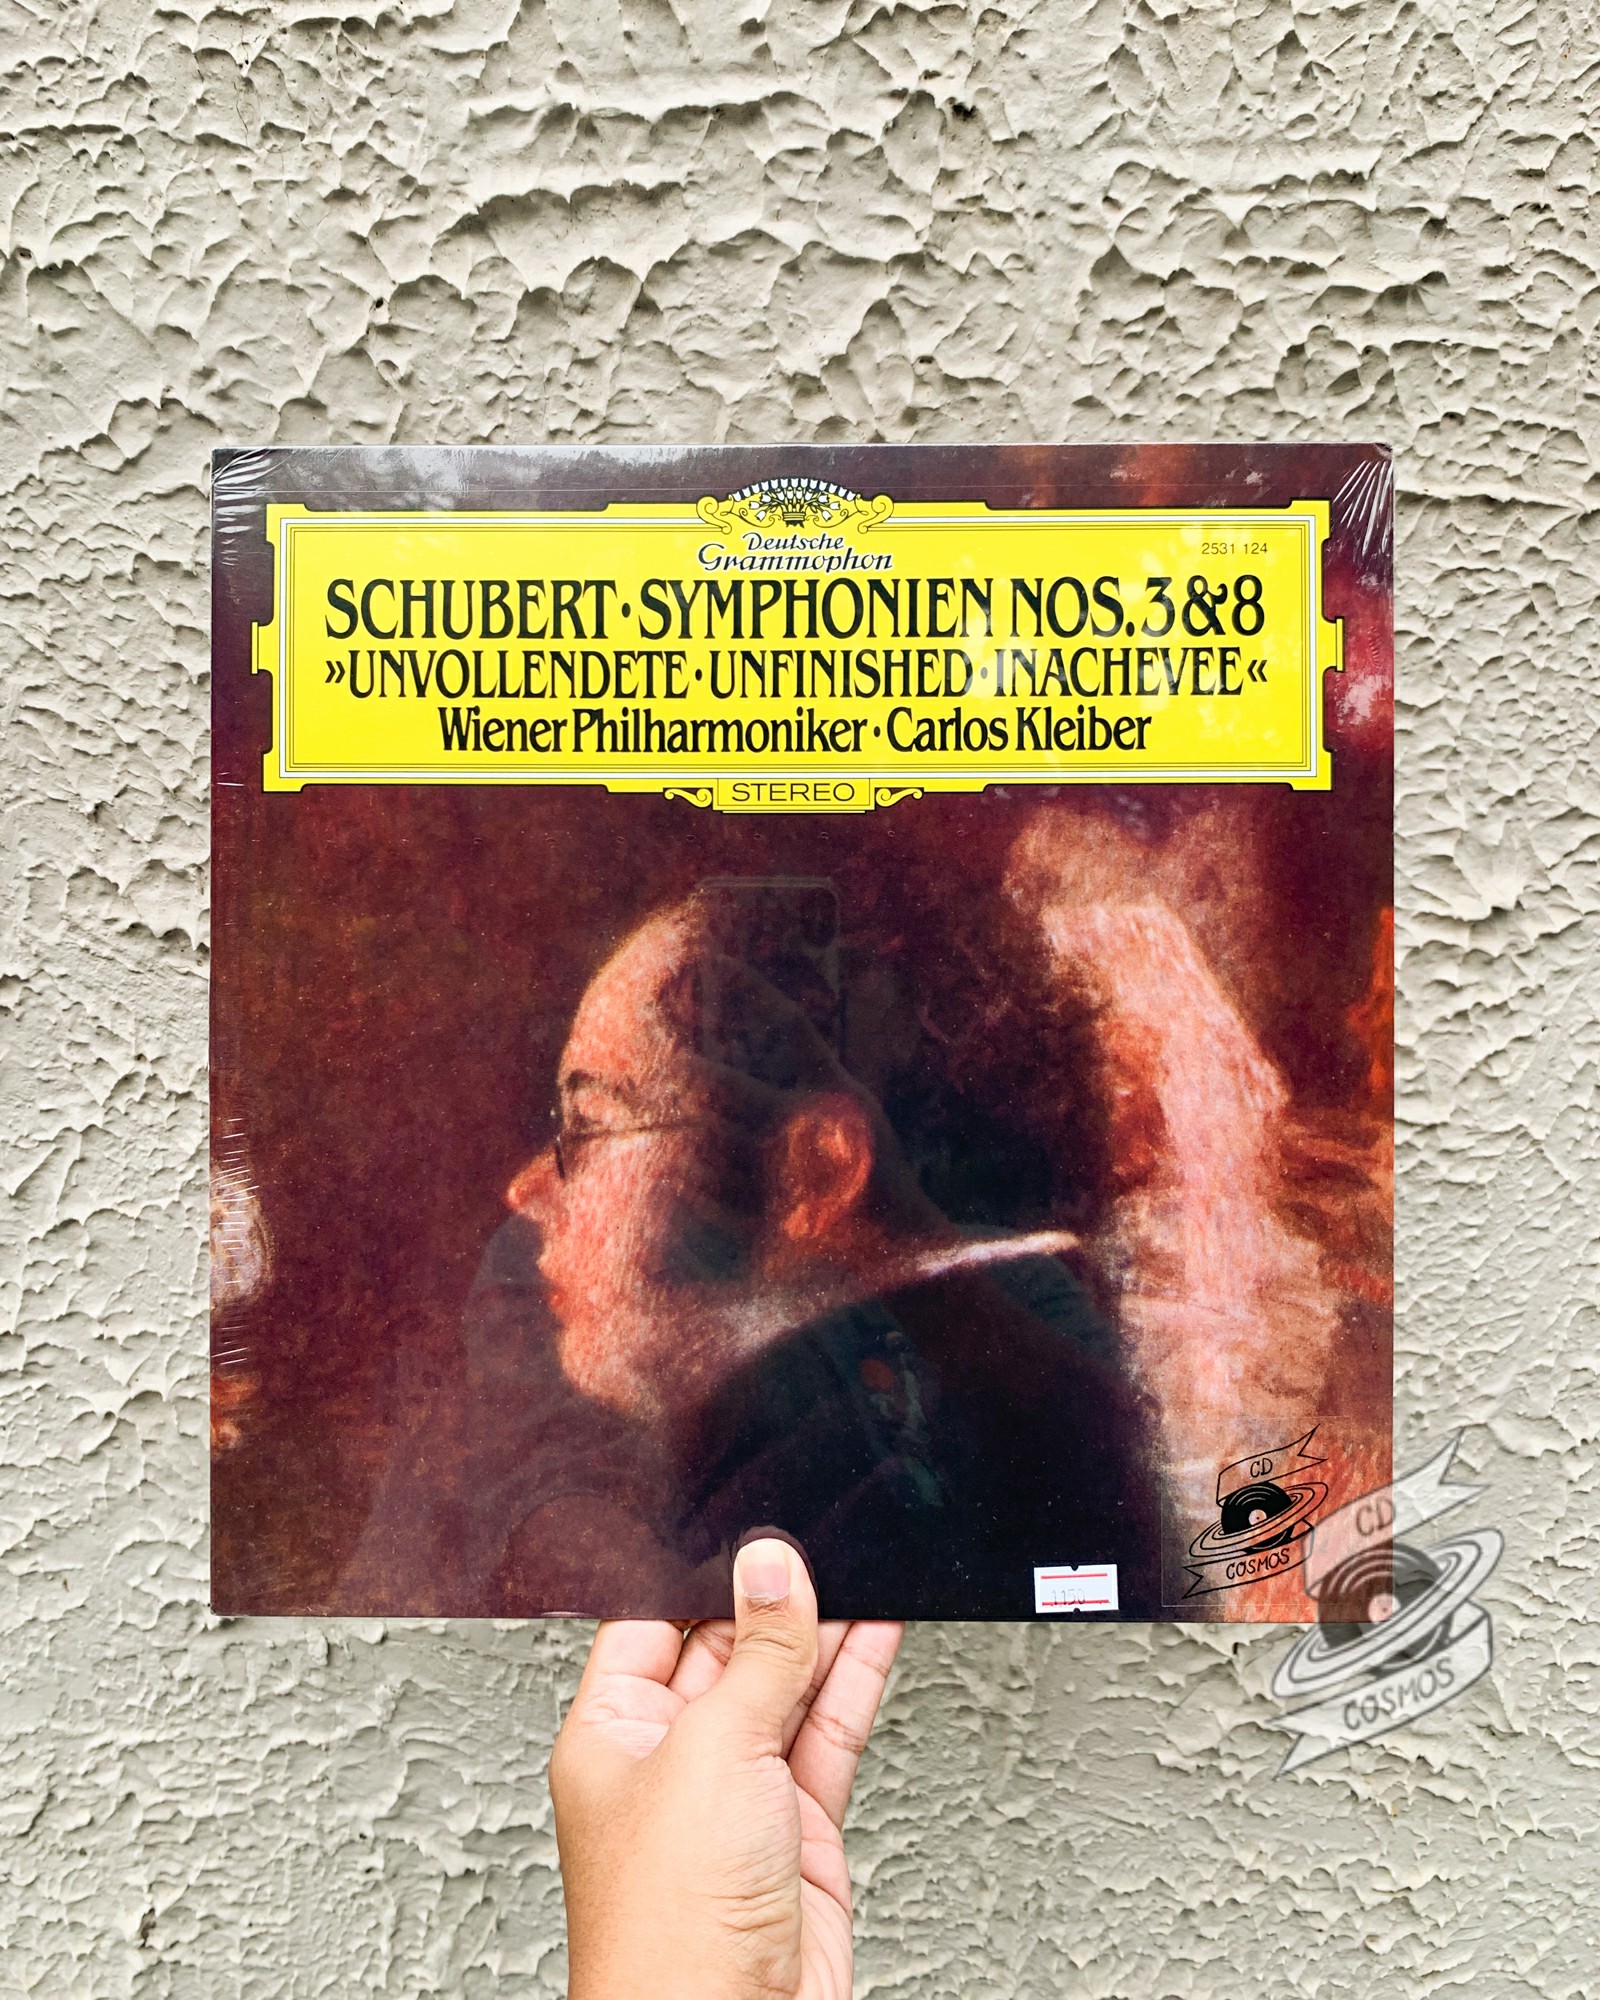 Deutsche
Grammophon
2531 124
SCHUBERT·SYMPHONIEN NOS.3&8
»UNVOLLENDETE·UNFINISHED·INACHEVEE«
Wiener Philharmoniker·Carlos Kleiber
STEREO
CD
COSMOS
1150
CD
COSMOS